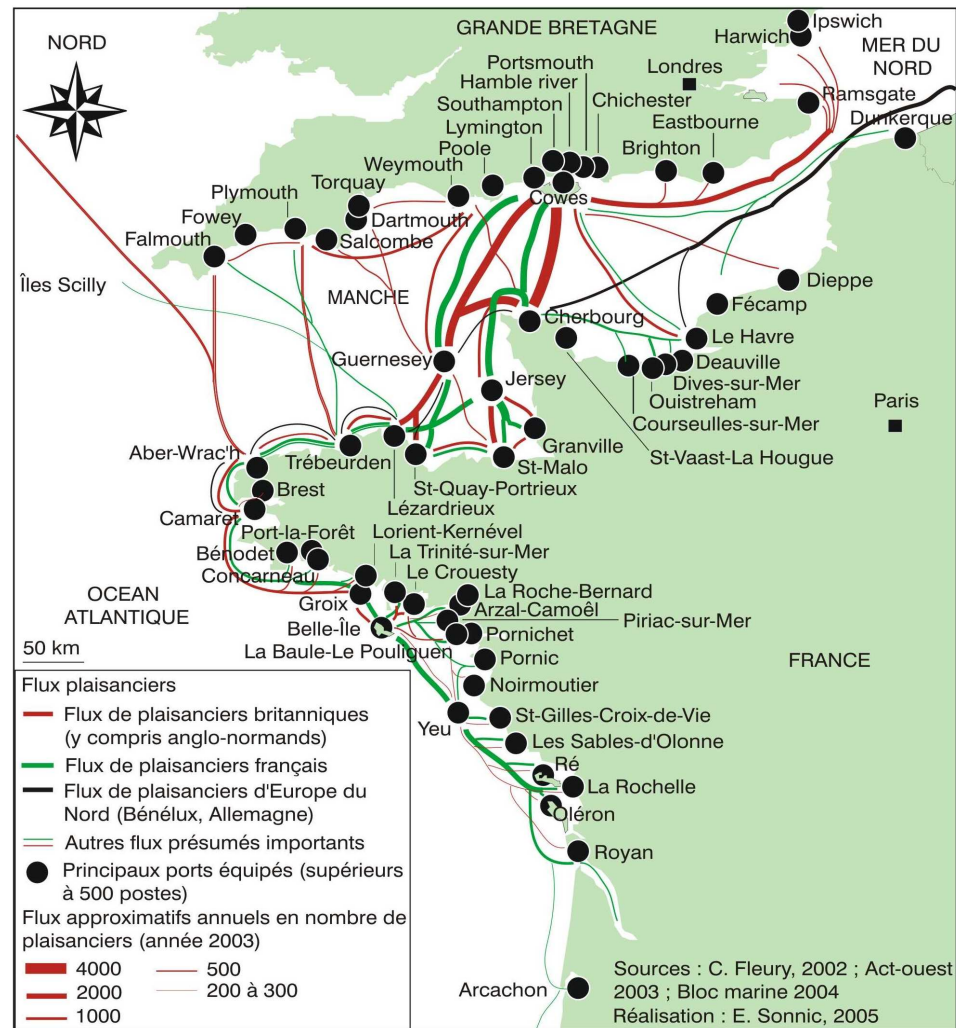 NORD
GRANDE BRETAGNE
Ipswich
Harwich
MER DU
NORD
Portsmouth
Hamble river
Londres
Southampton
Chichester
Ramsgate
Lymington
Eastbourne
Dunkerque
Poole
Brighton
Weymouth
Torquay
Plymouth
Cowes
Fowey
Dartmouth
Falmouth
Salcombe
Îles Scilly
MANCHE
Dieppe
Fécamp
Cherbourg
Le Havre
Guernesey
Deauville
Jersey
Dives-sur-Mer
Ouistreham
Paris
Courseulles-sur-Mer
Granville
Aber-Wrac'h
Trébeurden
St-Malo
St-Vaast-La Hougue
Brest
St-Quay-Portrieux
Lézardrieux
Camaret
Port-la-Forêt
Lorient-Kernével
Bénodet
La Trinité-sur-Mer
Concarneau
Le Crouesty
OCEAN
ATLANTIQUE
La Roche-Bernard
Groix
Arzal-Camoêl
Belle-Île
Piriac-sur-Mer
La Baule-Le Pouliguen
Pornichet
50 km
Pornic
FRANCE
Noirmoutier
Yeu
St-Gilles-Croix-de-Vie
Les Sables-d'Olonne
Ré
La Rochelle
Oléron
Royan
Arcachon
Flux plaisanciers
Flux de plaisanciers britanniques
(y compris anglo-normands)
Flux de plaisanciers français
Flux de plaisanciers d'Europe du
Nord (Bénélux, Allemagne)
Autres flux présumés importants
Principaux ports équipés (supérieurs
à 500 postes)
Flux approximatifs annuels en nombre de
plaisanciers (année 2003)
4000
2000
1000
500
200 à 300
Sources : C. Fleury, 2002 ; Act-ouest
2003 ; Bloc marine 2004
Réalisation : E. Sonnic, 2005